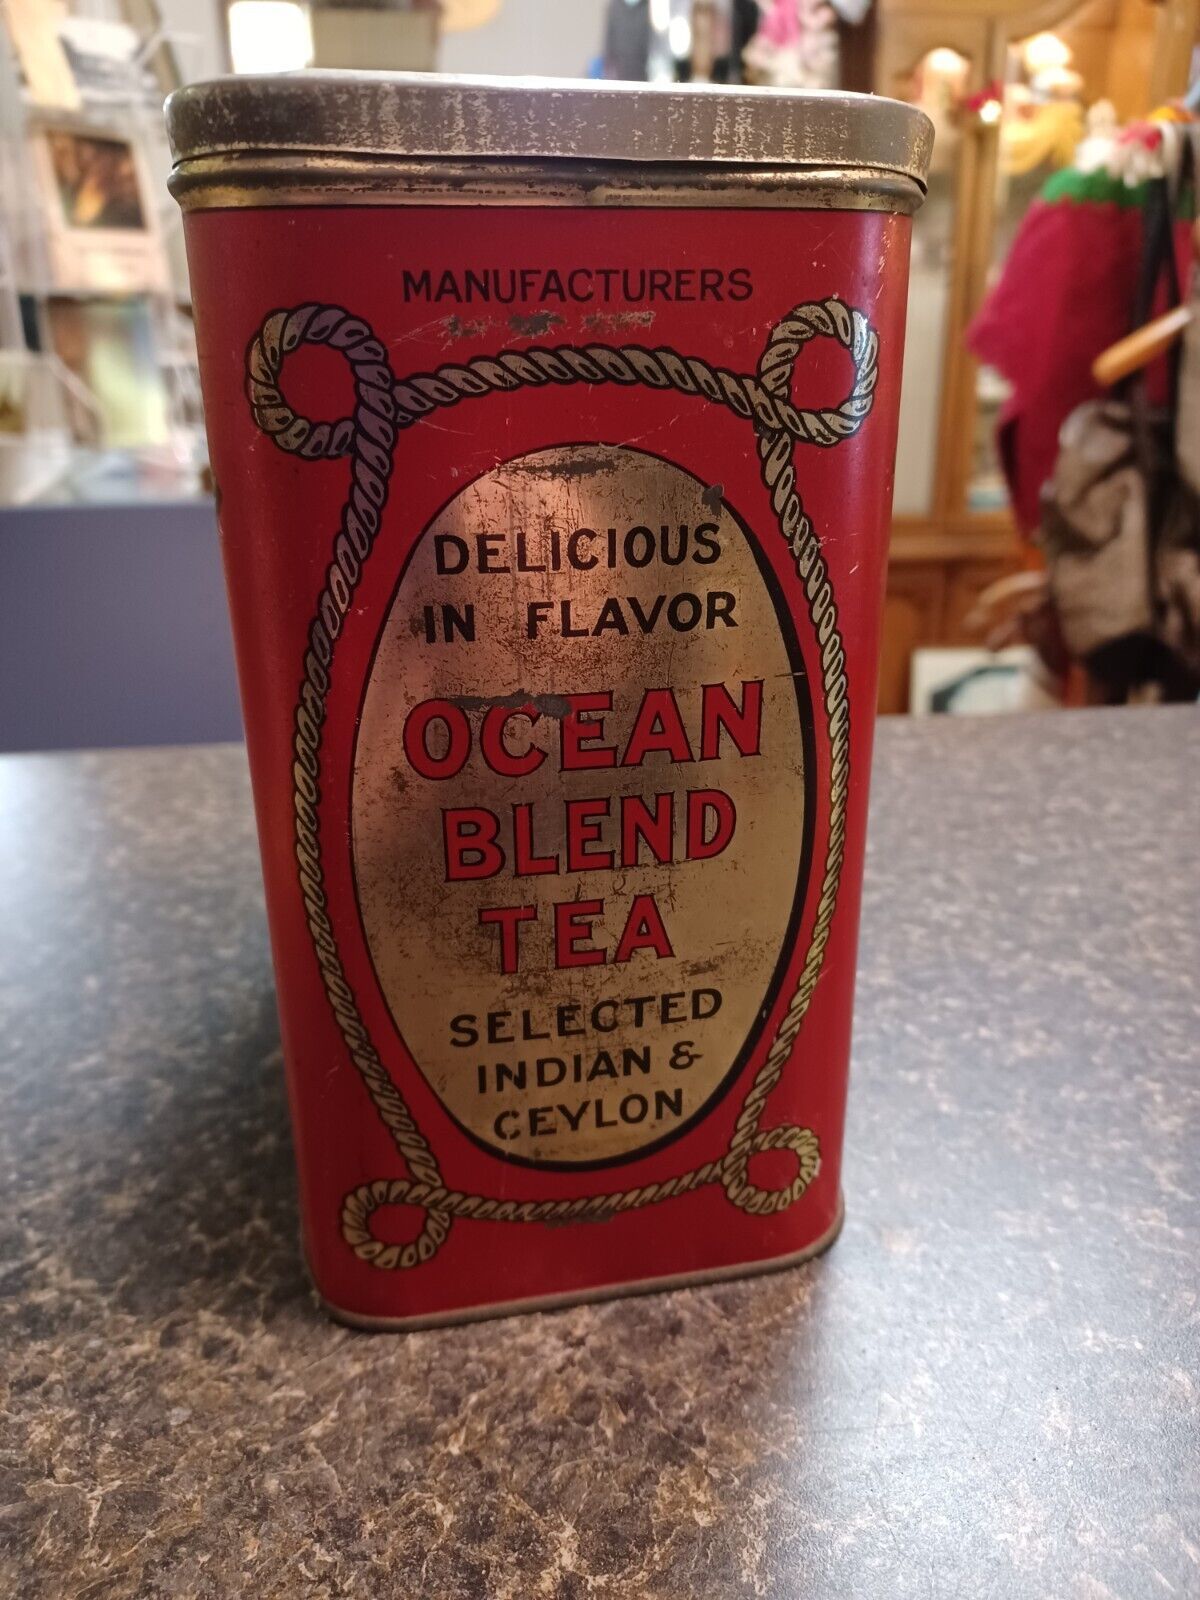 MANUFACTURERS
DELICIOUS
IN FLAVOR
OCEAN
BLEND
TEA
SELECTED
INDIAN &
CEYLON